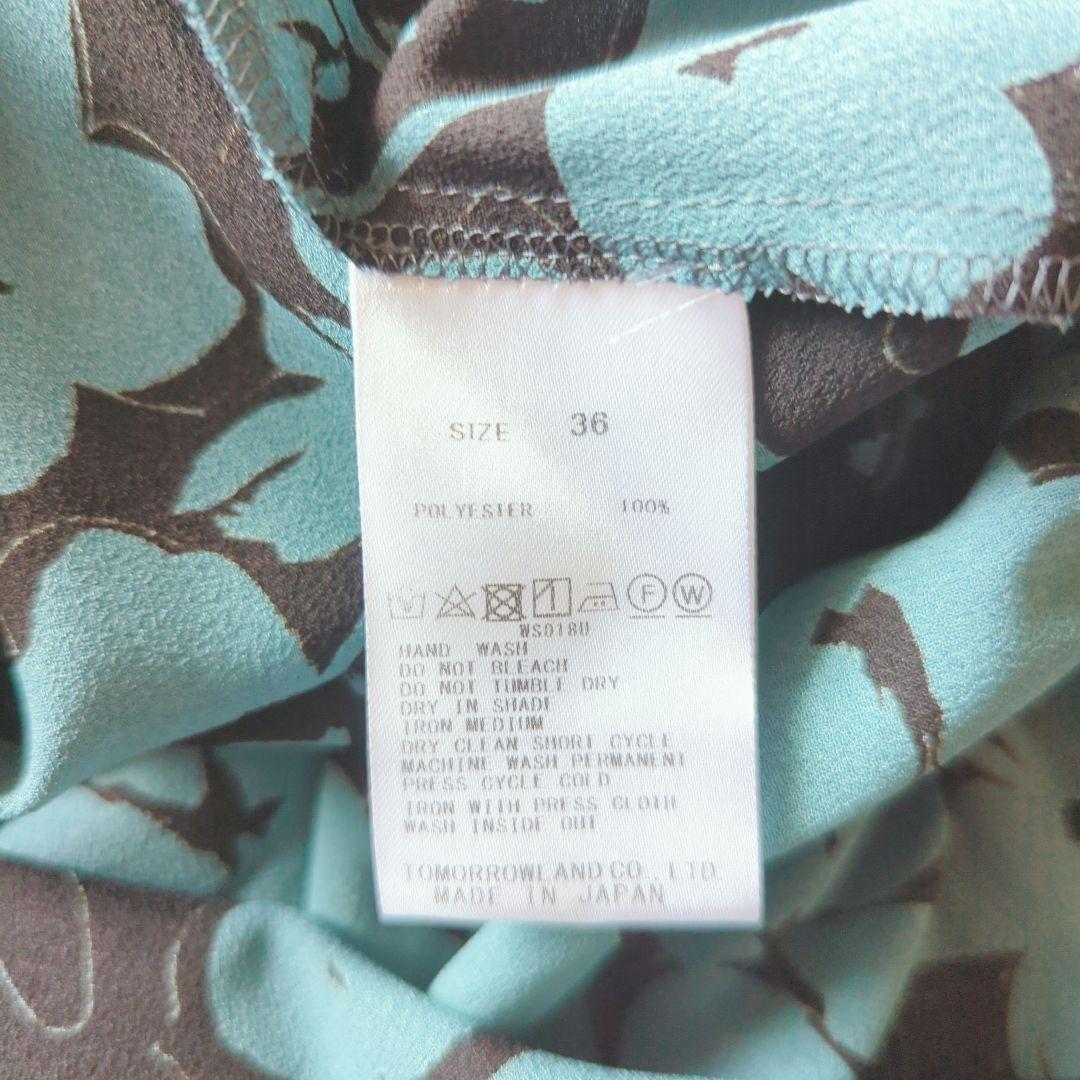 SIZE 36
POLYESTER 100%
F W
WS018U
HAND WASH
DO NOT BLEACH
DO NOT TUMBLE DRY
DRY IN SHADE
IRON MEDIUM
DRY CLEAN SHORT CYCLE
MACHINE WASH PERMANENT
PRESS CYCLE COLD
IRON WITH PRESS CLOTH
WASH INSIDE OUT
TOMORROWLAND CO., LTD.
MADE IN JAPAN